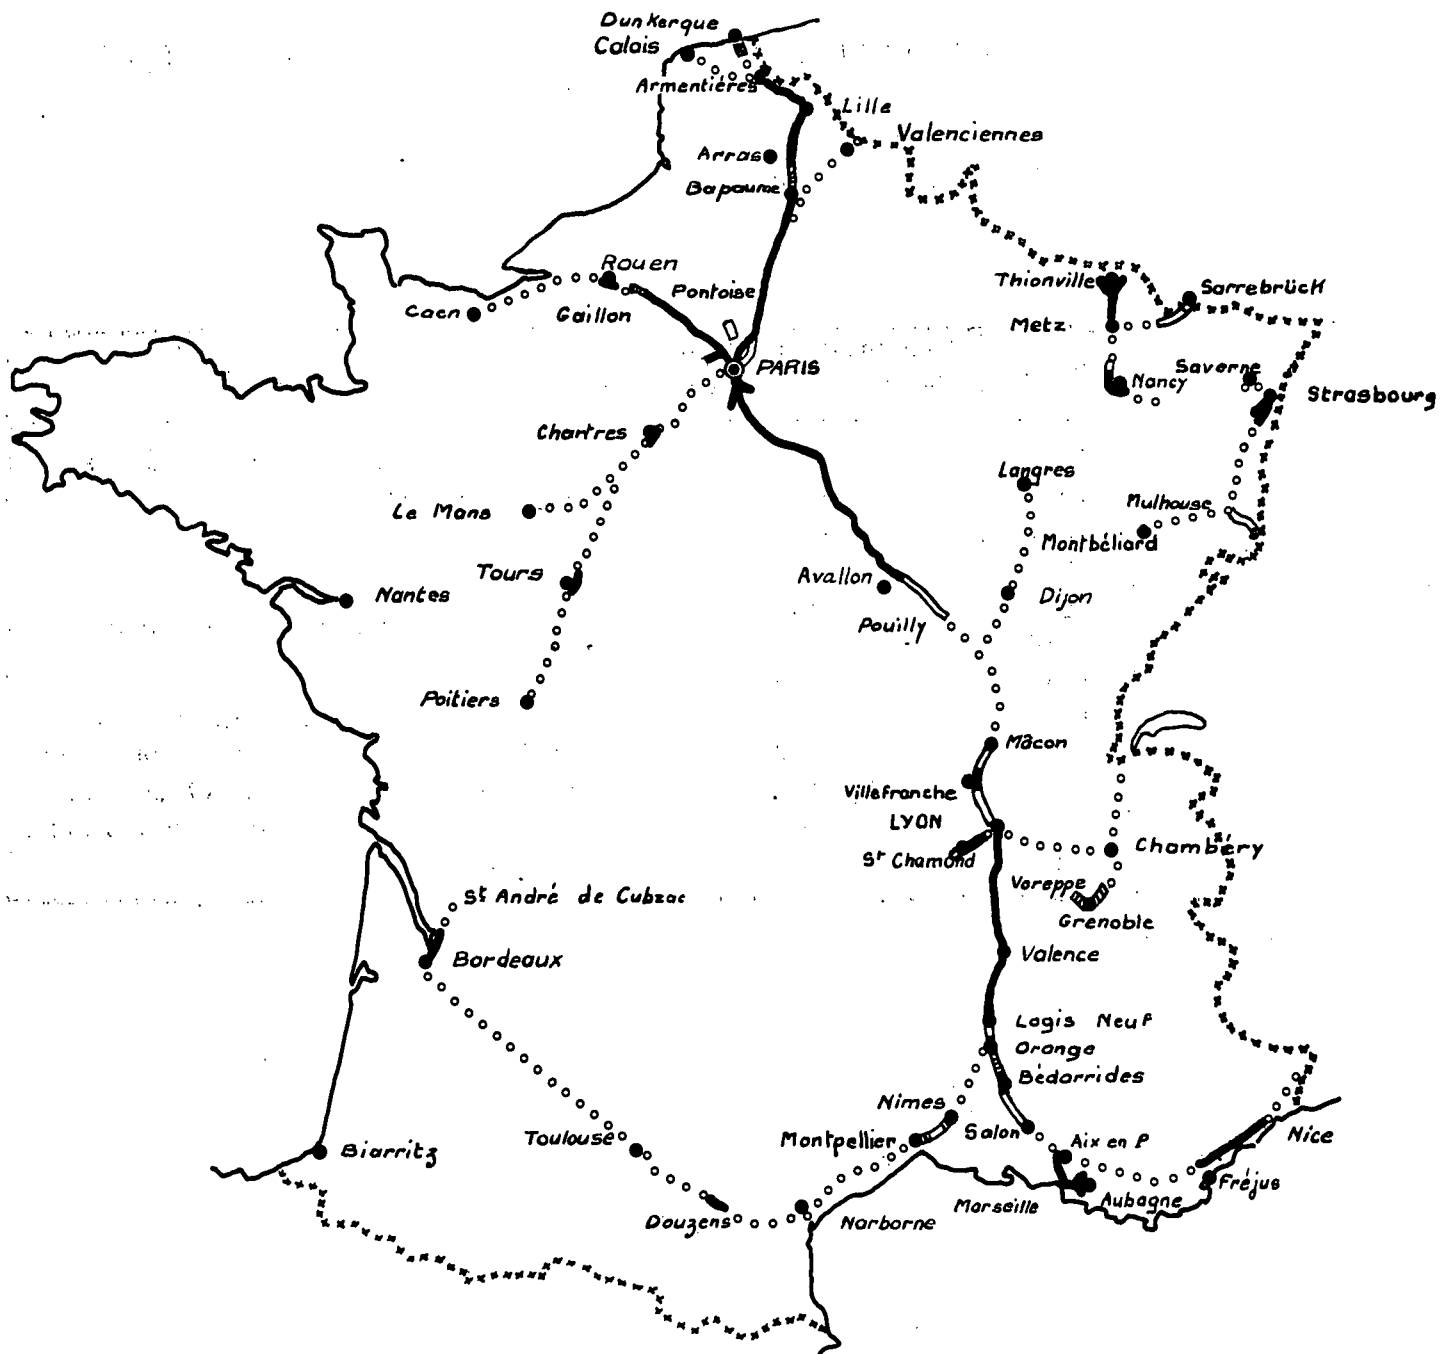 Dunkerque
Calais
Armentières
Lille
Valenciennes
Arras
Bapaume
Rouen
Pontoise
Thionville
Sarrebrück
Caen
Gaillon
Metz
PARIS
Saverne
Nancy
Strasbourg
Chartres
Langres
Le Mans
Mulhouse
Montbéliard
Tours
Avallon
Nantes
Dijon
Pouilly
Poitiers
Mâcon
Villefranche
LYON
Chambéry
St Chamond
Voreppe
St André de Cubzac
Grenoble
Bordeaux
Valence
Logis Neuf
Orange
Bédarrides
Nimes
Salon
Toulouse
Montpellier
Aix en P
Nice
Biarritz
Fréjus
Aubagne
Marseille
Douzens
Narbonne